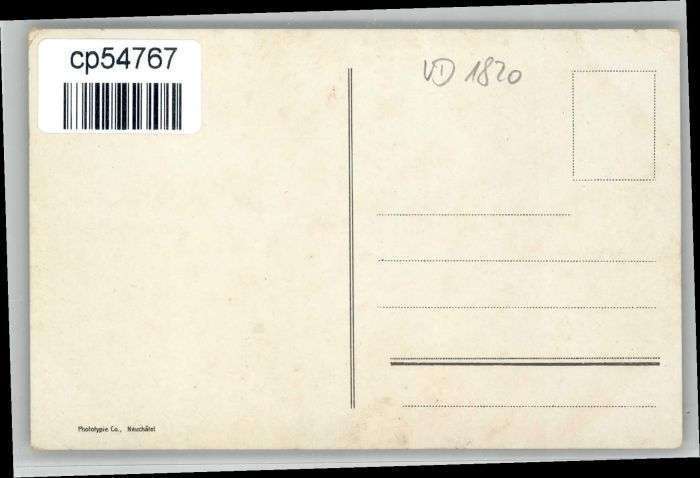 cp54767
VD 1820
Phototypie Co., Neuchâtel